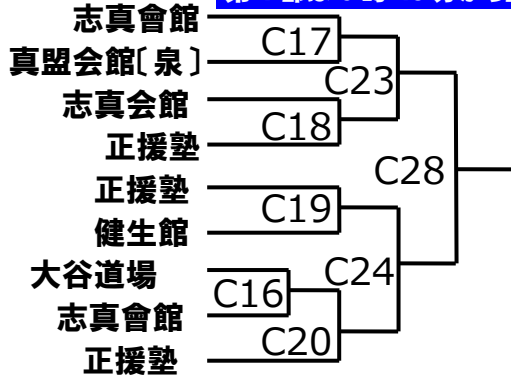 志真會館
C17
真盟会館〔泉〕
C23
志真会館
C18
正援塾
C28
正援塾
C19
健生館
大谷道場
C24
C16
志真會館
C20
正援塾